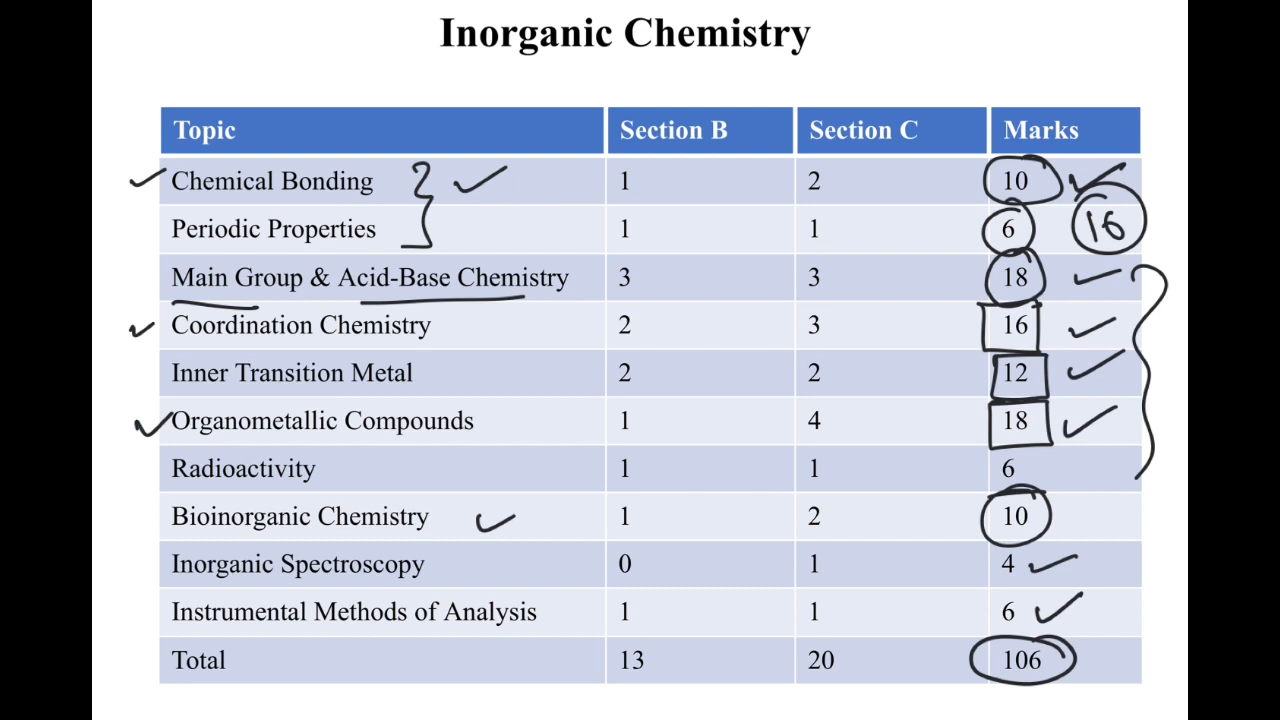 Inorganic Chemistry
Topic Section B Section C Marks
Chemical Bonding 1 2 10
Periodic Properties 1 1 6 16
Main Group & Acid-Base Chemistry 3 3 18
Coordination Chemistry 2 3 16
Inner Transition Metal 2 2 12
Organometallic Compounds 1 4 18
Radioactivity 1 1 6
Bioinorganic Chemistry 1 2 10
Inorganic Spectroscopy 0 1 4
Instrumental Methods of Analysis 1 1 6
Total 13 20 106